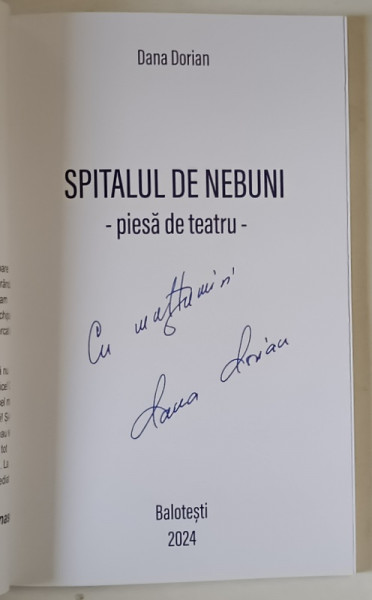 Dana Dorian
SPITALUL DE NEBUNI
- piesă de teatru -
Cu mulțumiri
Dana Dorian
Balotești
2024